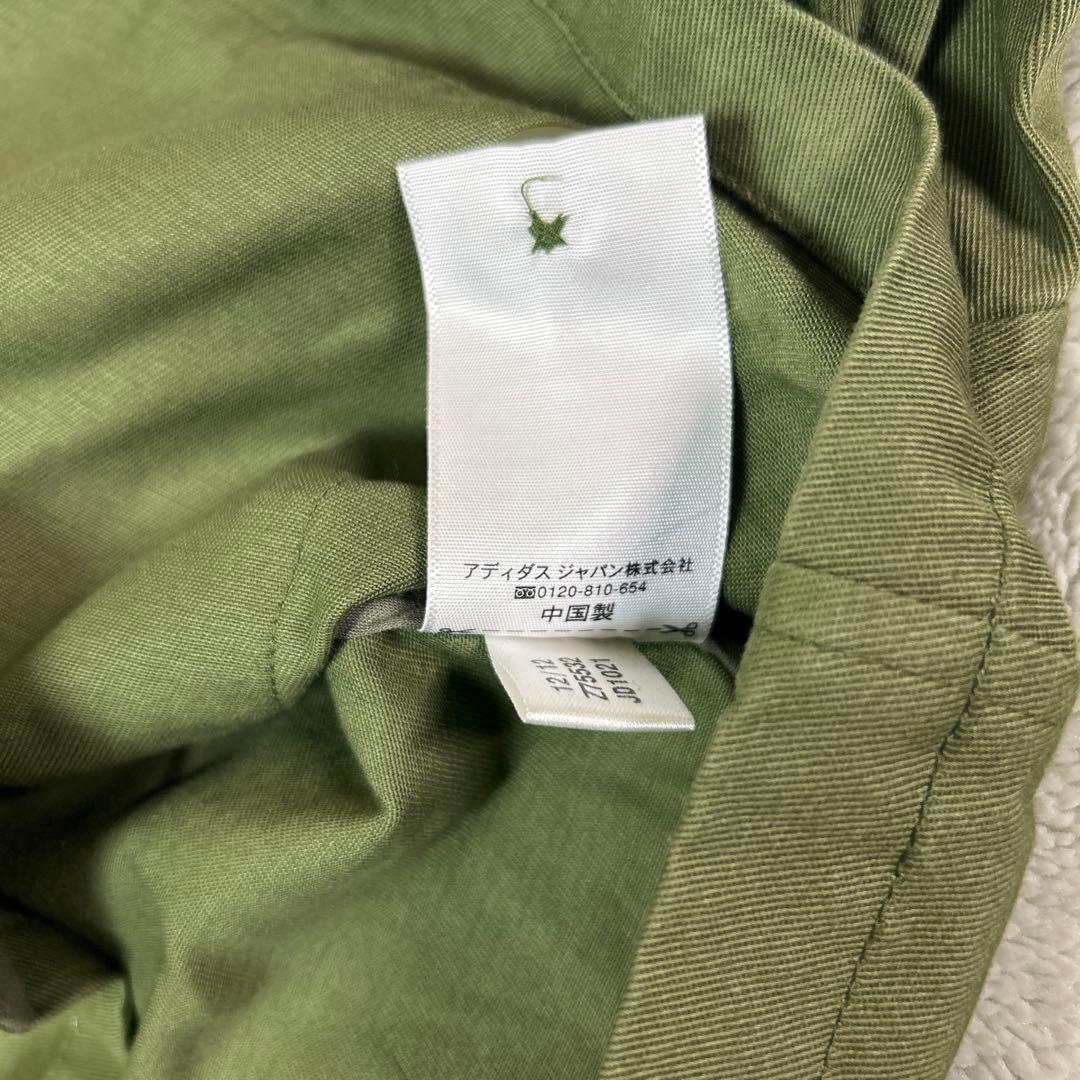 アディダス ジャパン株式会社
0120-810-654
中国製
12/12
Z75532
JD1021